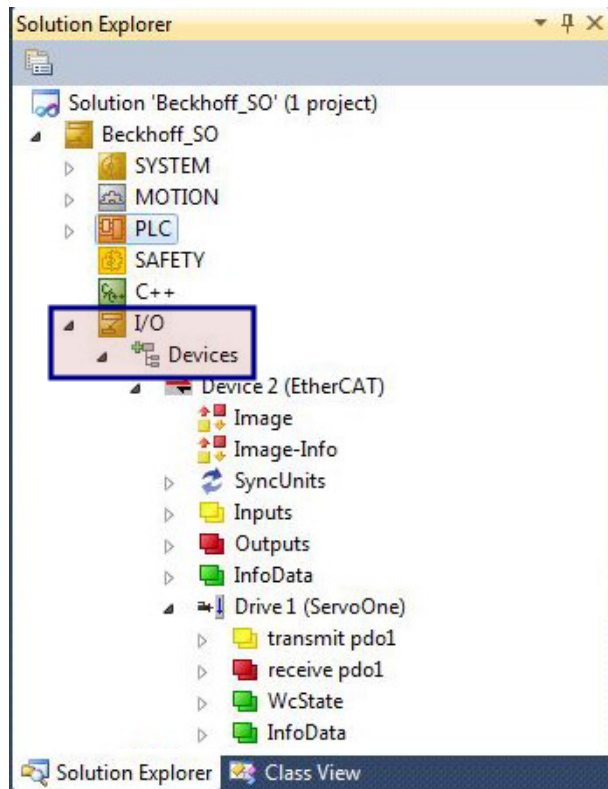 Solution Explorer
Solution 'Beckhoff_SO' (1 project)
Beckhoff_SO
SYSTEM
MOTION
PLC
SAFETY
C++
I/O
Devices
Device 2 (EtherCAT)
Image
Image-Info
SyncUnits
Inputs
Outputs
InfoData
Drive 1 (ServoOne)
transmit pdo1
receive pdo1
WcState
InfoData
Solution Explorer Class View